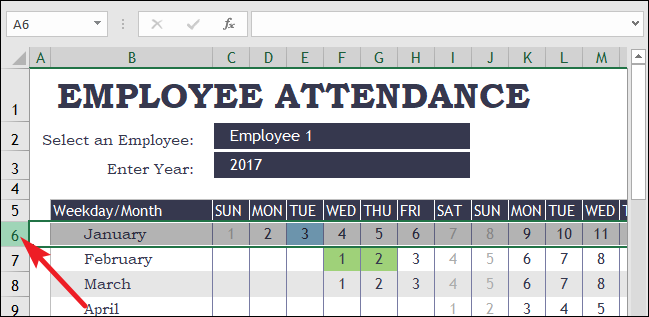 A6
A B C D E F G H I J K L M
1 EMPLOYEE ATTENDANCE
2 Select an Employee: Employee 1
3 Enter Year: 2017
4
5 Weekday/Month SUN MON TUE WED THU FRI SAT SUN MON TUE WED T
6 January 1 2 3 4 5 6 7 8 9 10 11
7 February 1 2 3 4 5 6 7 8
8 March 1 2 3 4 5 6 7 8
9 April 1 2 3 4 5